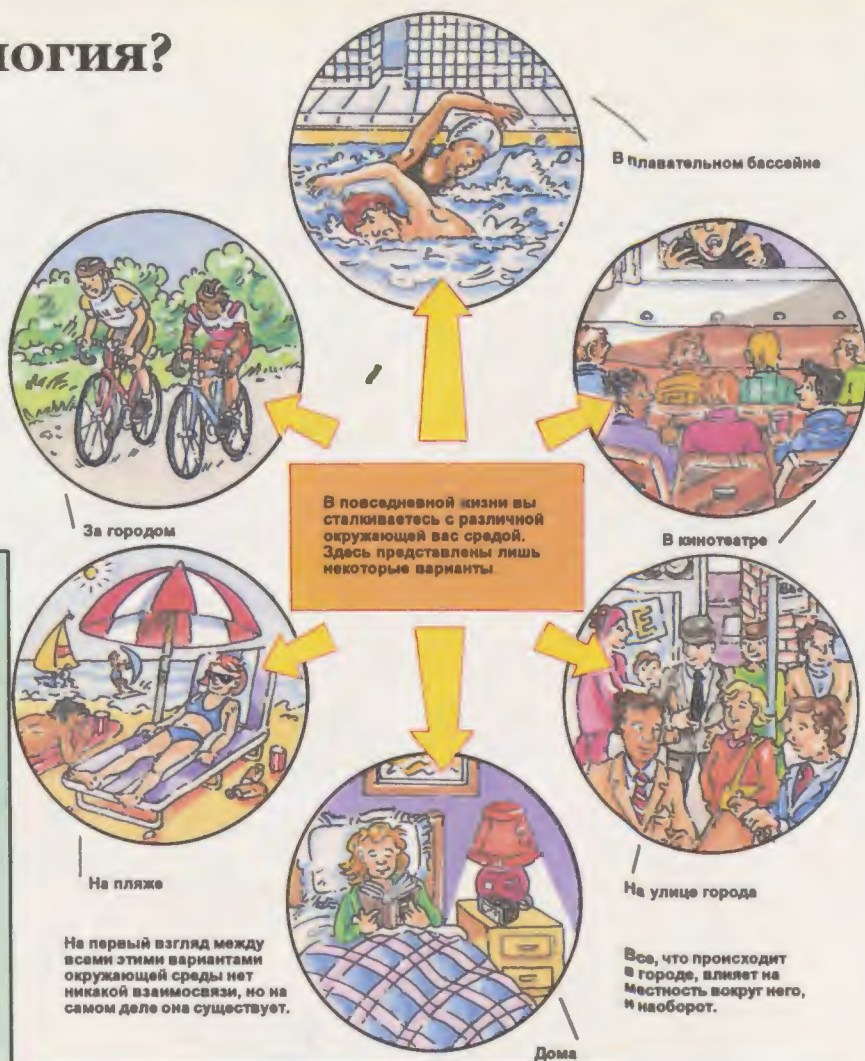 логия?
В плавательном бассейне
За городом
В кинотеатре
В повседневной жизни вы
сталкиваетесь с различной
окружающей вас средой.
Здесь представлены лишь
некоторые варианты
На пляже
На улице города
На первый взгляд между
всеми этими вариантами
окружающей среды нет
никакой взаимосвязи, но на
самом деле она существует.
Все, что происходит
в городе, влияет на
местность вокруг него,
и наоборот.
Дома